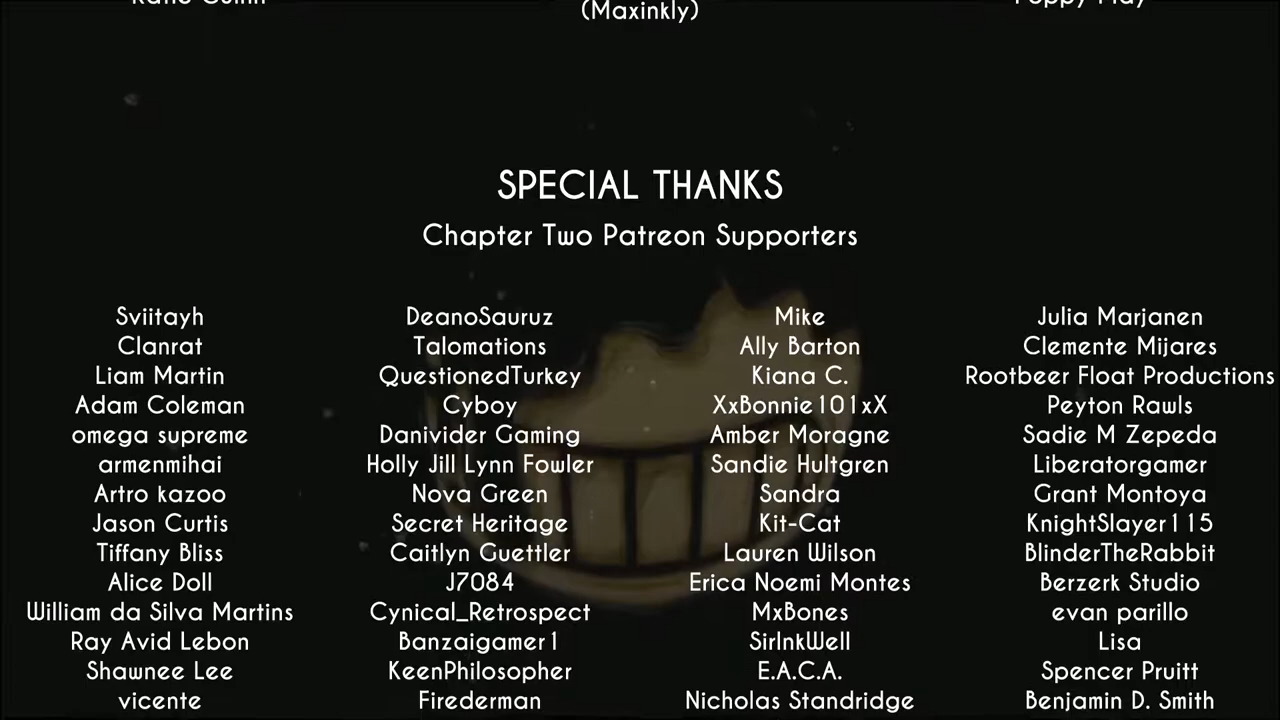 (Maxinkly)
SPECIAL THANKS
Chapter Two Patreon Supporters
Sviitayh DeanoSauruz Mike Julia Marjanen
Clanrat Talomations Ally Barton Clemente Mijares
Liam Martin QuestionedTurkey Kiana C. Rootbeer Float Productions
Adam Coleman Cyboy XxBonnie101xX Peyton Rawls
omega supreme Danivider Gaming Amber Moragne Sadie M Zepeda
armenmihai Holly Jill Lynn Fowler Sandie Hultgren Liberatorgamer
Artro kazoo Nova Green Sandra Grant Montoya
Jason Curtis Secret Heritage Kit-Cat KnightSlayer115
Tiffany Bliss Caitlyn Guettler Lauren Wilson BlinderTheRabbit
Alice Doll J7084 Erica Noemi Montes Berzerk Studio
William da Silva Martins Cynical_Retrospect MxBones evan parillo
Ray Avid Lebon Banzaigamer1 SirInkWell Lisa
Shawnee Lee KeenPhilosopher E.A.C.A. Spencer Pruitt
vicente Firederman Nicholas Standridge Benjamin D. Smith